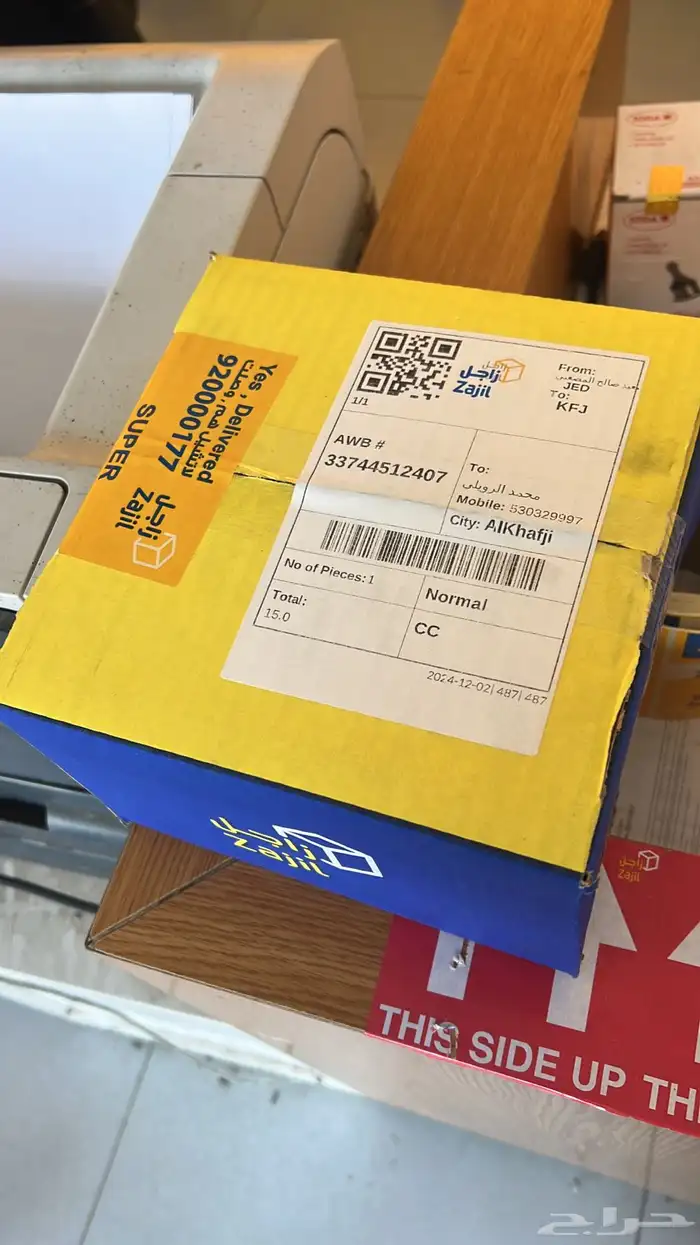 زاجل
Zajil
From:
صالح
JED
To:
KFJ
1/1
AWB #
33744512407
To:
محمد الرويلي
Mobile: 530329997
City: AlKhafji
No of Pieces: 1
Normal
Total:
15.0
CC
2024-12-02| 487| 487
Yes , Delivered
920000177
SUPER
زاجل
Zajil
زاجل
Zajil
زاجل
Zajil
THIS SIDE UP TH
حراج